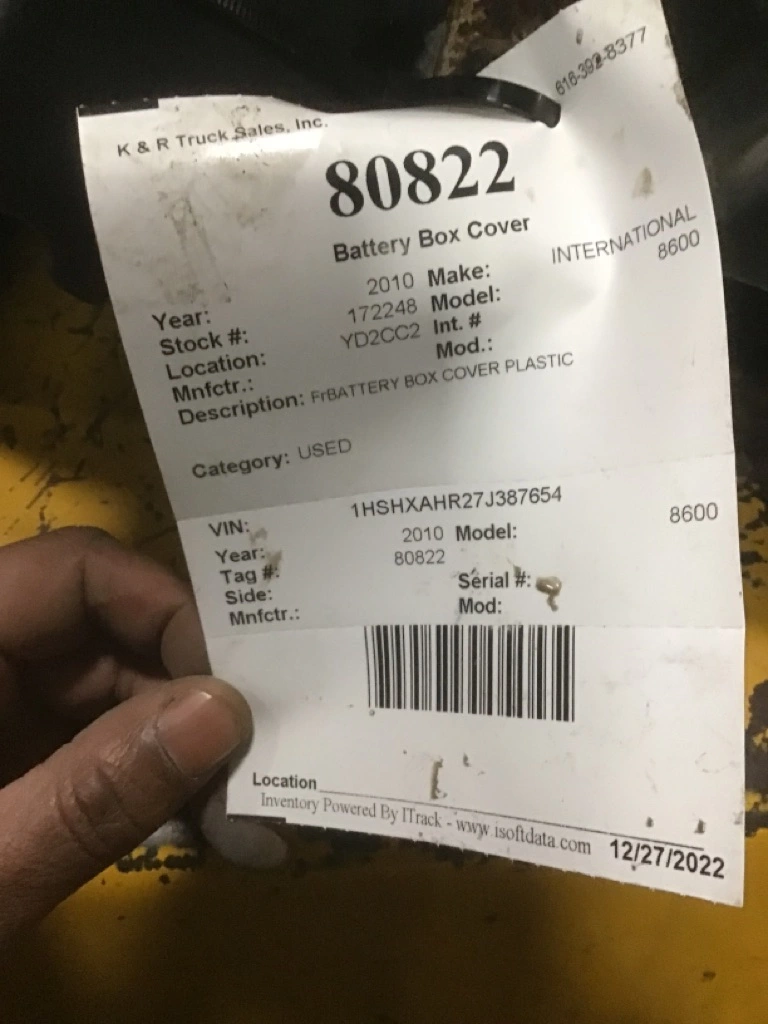 616-392-8377
K & R Truck Sales, Inc.
80822
Battery Box Cover
Year: 2010 Make: INTERNATIONAL
Stock #: 172248 Model: 8600
Location: YD2CC2 Int. #
Mnfctr.: Mod.:
Description: FrBATTERY BOX COVER PLASTIC
Category: USED
VIN: 1HSHXAHR27J387654
Year: 2010 Model: 8600
Tag #: 80822
Side: Serial #:
Mnfctr.: Mod:
Location
Inventory Powered By ITrack - www.isoftdata.com 12/27/2022